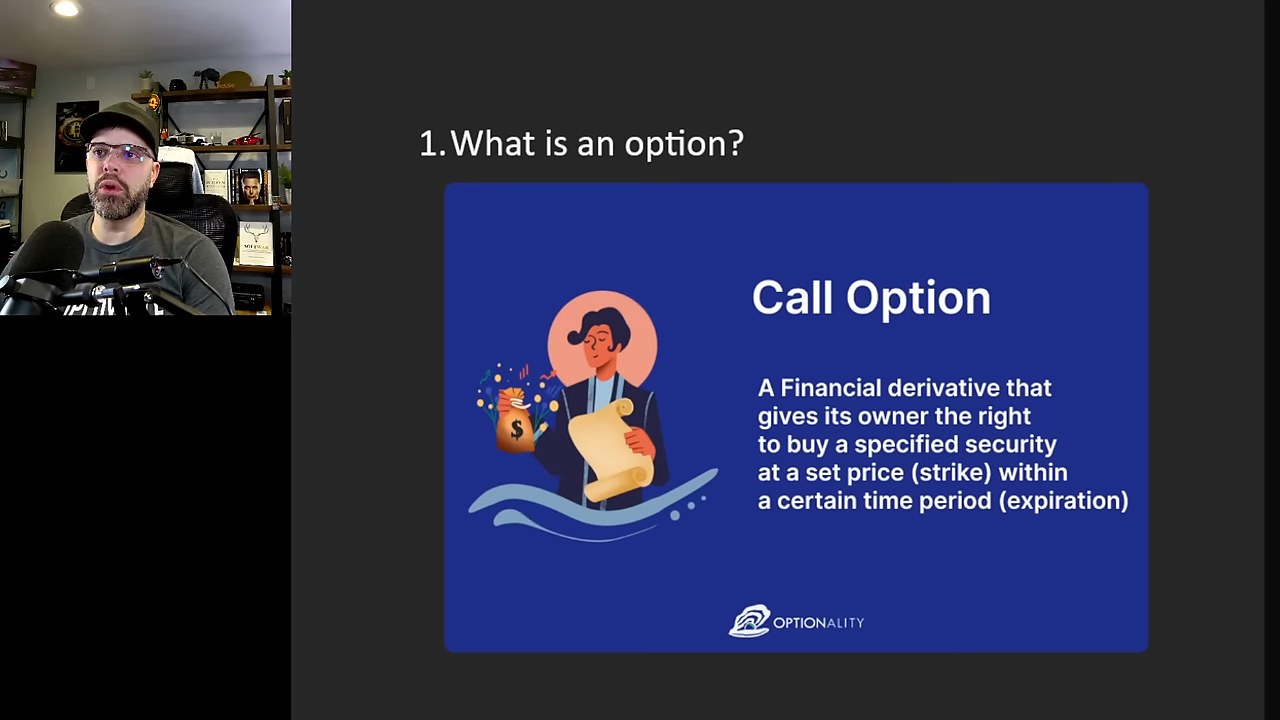 1. What is an option?
Call Option
A Financial derivative that
gives its owner the right
to buy a specified security
at a set price (strike) within
a certain time period (expiration)
$
OPTIONALITY